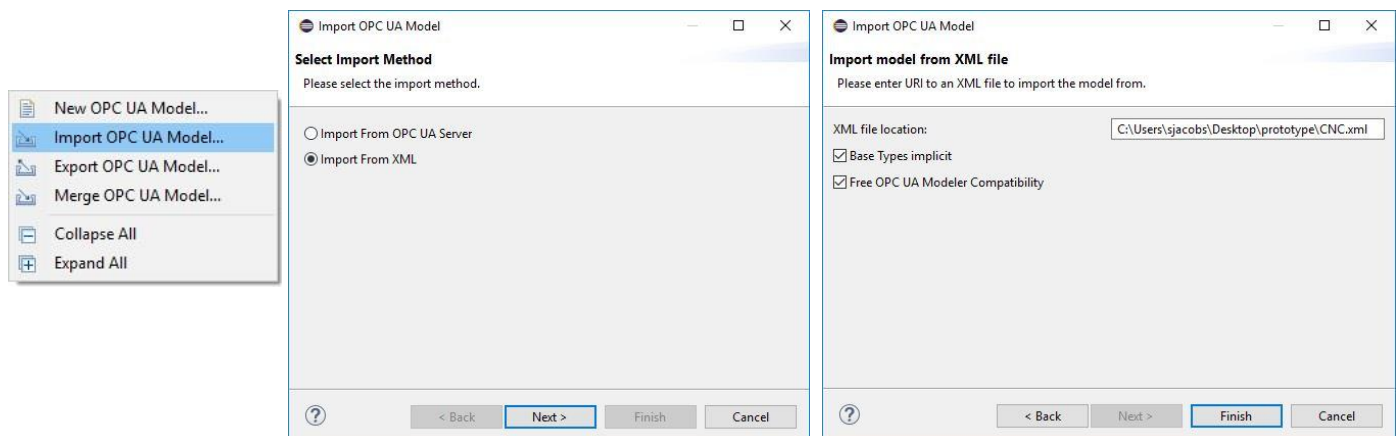 New OPC UA Model...
Import OPC UA Model...
Export OPC UA Model...
Merge OPC UA Model...
Collapse All
Expand All
Import OPC UA Model
Select Import Method
Please select the import method.
Import From OPC UA Server
Import From XML
< Back Next > Finish Cancel
Import OPC UA Model
Import model from XML file
Please enter URI to an XML file to import the model from.
XML file location: C:\Users\sjacobs\Desktop\prototype\CNC.xml
Base Types implicit
Free OPC UA Modeler Compatibility
< Back Next > Finish Cancel